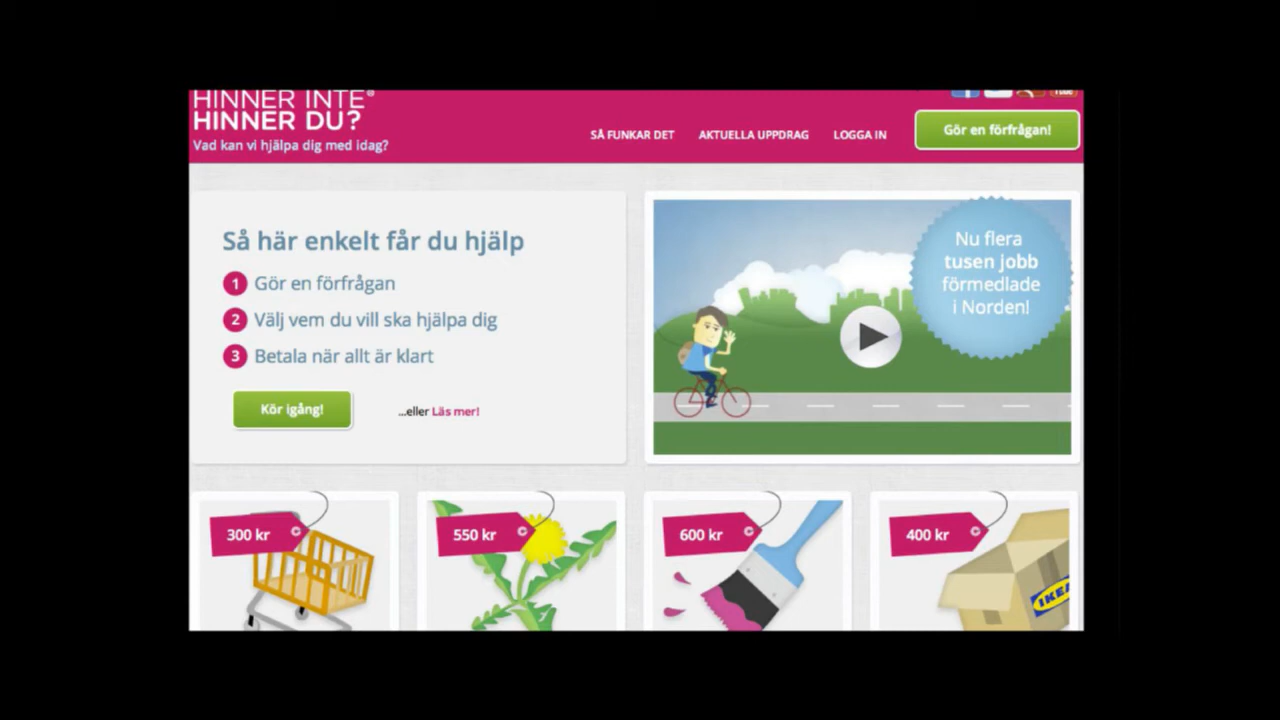 HINNER INTE®
HINNER DU?
Vad kan vi hjälpa dig med idag?
SÅ FUNKAR DET
AKTUELLA UPPDRAG
LOGGA IN
Gör en förfrågan!
Så här enkelt får du hjälp
1 Gör en förfrågan
2 Välj vem du vill ska hjälpa dig
3 Betala när allt är klart
Kör igång!
...eller Läs mer!
Nu flera
tusen jobb
förmedlade
i Norden!
300 kr
550 kr
600 kr
400 kr
IKEA